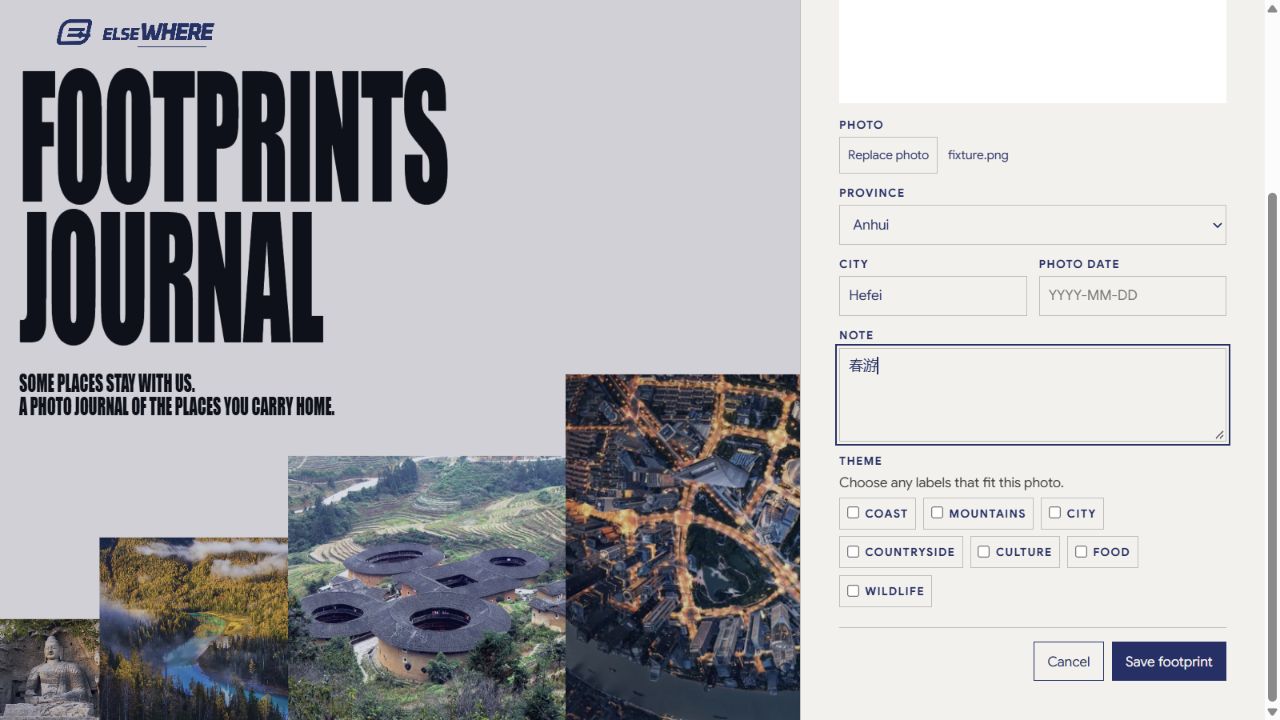 ELSEWHERE
FOOTPRINTS
JOURNAL
SOME PLACES STAY WITH US.
A PHOTO JOURNAL OF THE PLACES YOU CARRY HOME.
PHOTO
Replace photo fixture.png
PROVINCE
Anhui
CITY PHOTO DATE
Hefei YYYY-MM-DD
NOTE
春游
THEME
Choose any labels that fit this photo.
COAST MOUNTAINS CITY
COUNTRYSIDE CULTURE FOOD
WILDLIFE
Cancel Save footprint